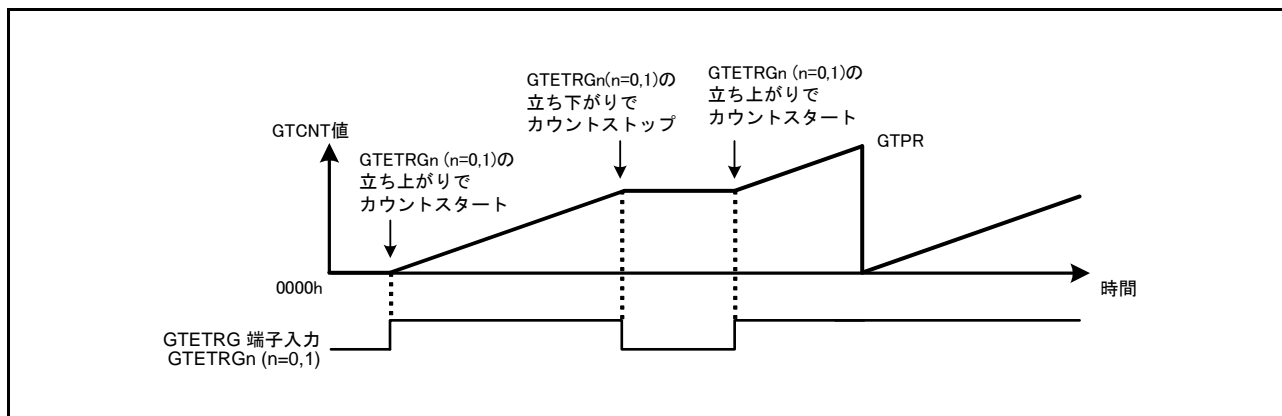 GTETRGn(n=0,1)の
立ち下がりで
カウントストップ
GTETRGn (n=0,1)の
立ち上がりで
カウントスタート
GTCNT値
GTPR
GTETRGn (n=0,1)の
立ち上がりで
カウントスタート
0000h
時間
GTETRG 端子入力
GTETRGn (n=0,1)